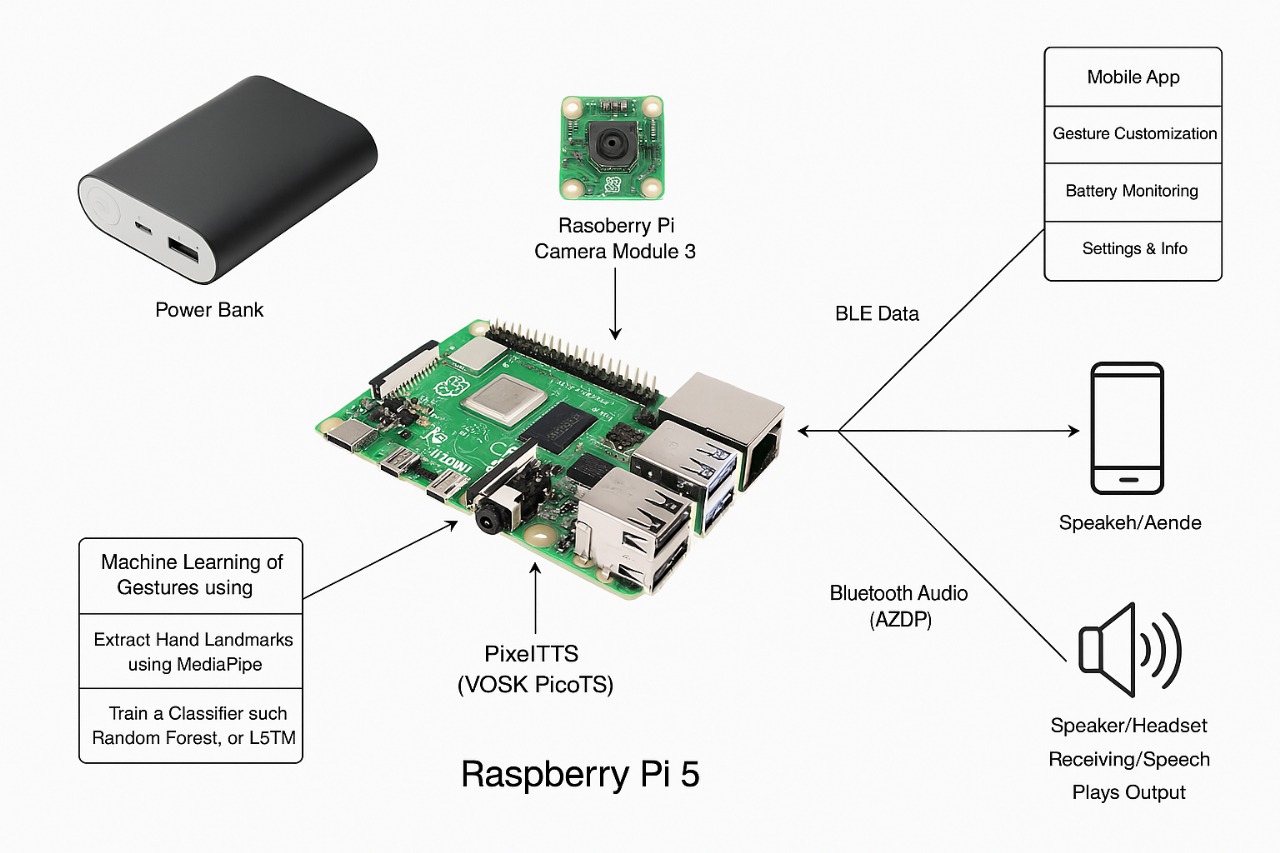 Mobile App
Gesture Customization
Battery Monitoring
Settings & Info
Rasoberry Pi
Camera Module 3
Power Bank
BLE Data
Speakeh/Aende
Machine Learning of
Gestures using
Extract Hand Landmarks
using MediaPipe
Train a Classifier such
Random Forest, or L5TM
PixelTTS
(VOSK PicoTS)
Bluetooth Audio
(AZDP)
Speaker/Headset
Receiving/Speech
Plays Output
Raspberry Pi 5